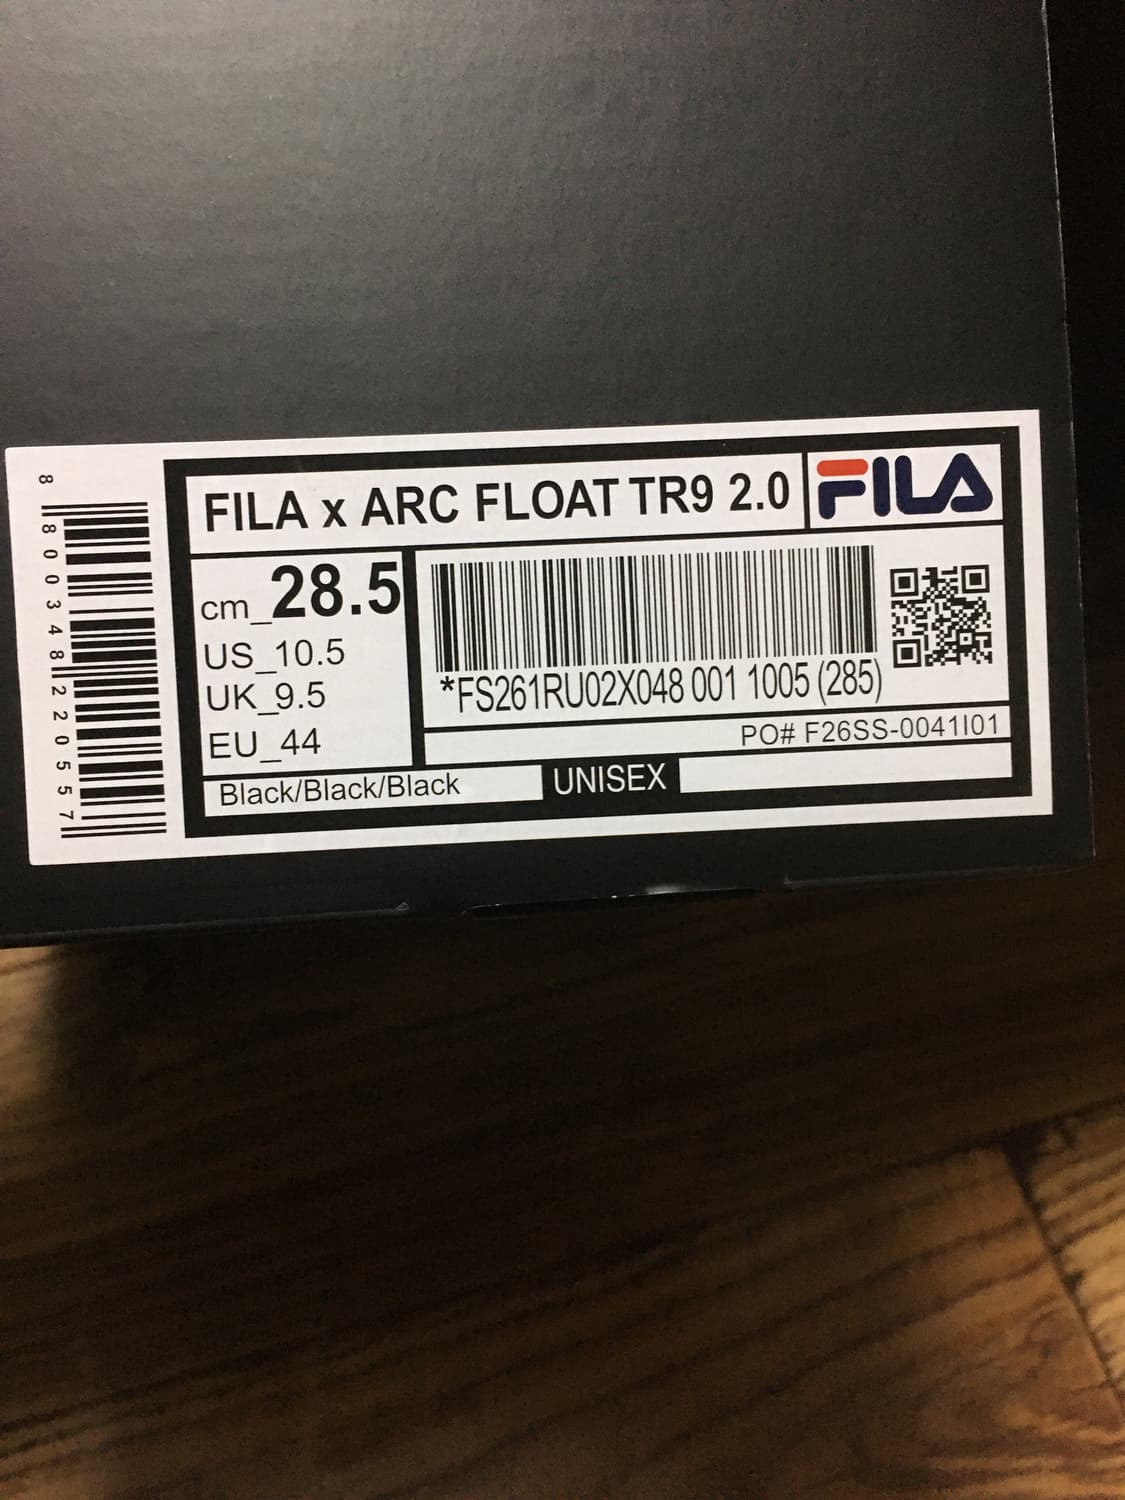 FILA x ARC FLOAT TR9 2.0
FILA
cm_28.5
US_10.5
UK_9.5
EU_44
*FS261RU02X048 001 1005 (285)
PO# F26SS-0041I01
Black/Black/Black
UNISEX
8 800348 220557